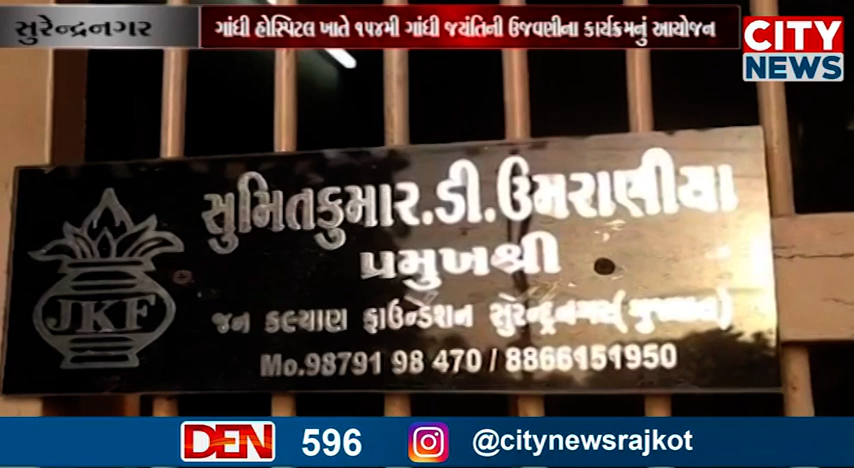 સુરેન્દ્રનગર
ગાંધી હોસ્પિટલ ખાતે ૧૫૪મી ગાંધી જયંતિની ઉજવણીના કાર્યક્રમનું આયોજન
CITY
NEWS
સુમિતકુમાર.ડી.ઉમરાણીયા
પ્રમુખશ્રી
JKF
જન કલ્યાણ ફાઉન્ડેશન સુરેન્દ્રનગર(ગુજરાત)
Mo.98791 98 470 / 8866151950
DEN 596 @citynewsrajkot